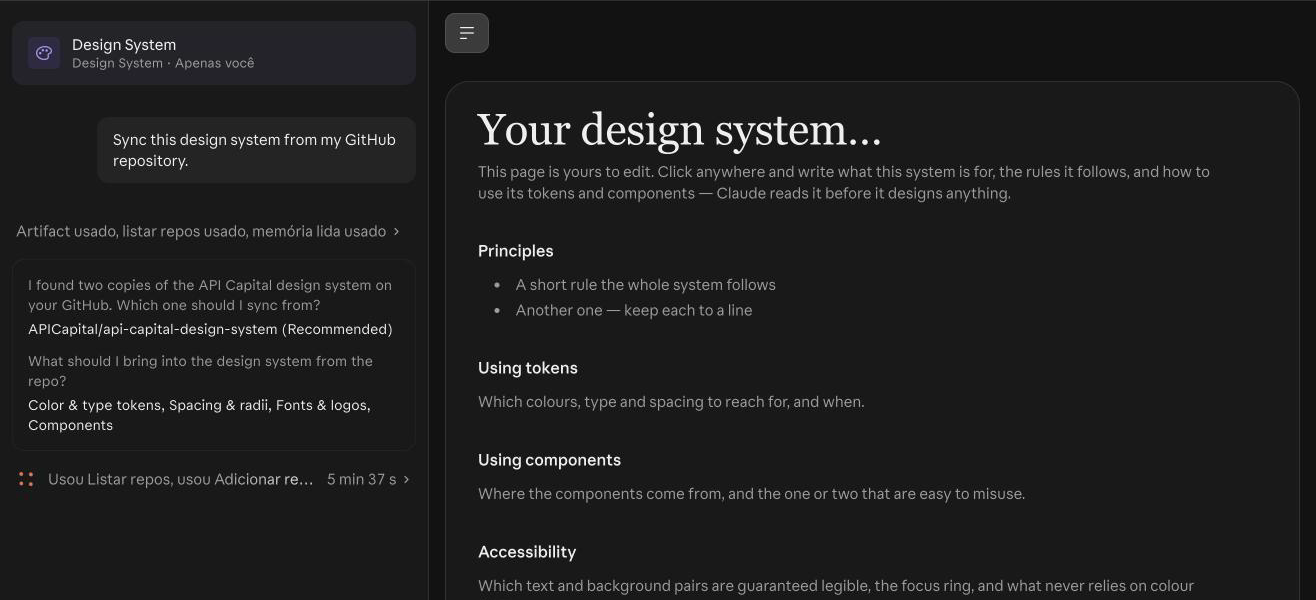 Design System
Design System · Apenas você
Sync this design system from my GitHub
repository.
Artifact usado, listar repos usado, memória lida usado
I found two copies of the API Capital design system on
your GitHub. Which one should I sync from?
APICapital/api-capital-design-system (Recommended)
What should I bring into the design system from the
repo?
Color & type tokens, Spacing & radii, Fonts & logos,
Components
Usou Listar repos, usou Adicionar re... 5 min 37 s
Your design system...
This page is yours to edit. Click anywhere and write what this system is for, the rules it follows, and how to
use its tokens and components — Claude reads it before it designs anything.
Principles
• A short rule the whole system follows
• Another one — keep each to a line
Using tokens
Which colours, type and spacing to reach for, and when.
Using components
Where the components come from, and the one or two that are easy to misuse.
Accessibility
Which text and background pairs are guaranteed legible, the focus ring, and what never relies on colour